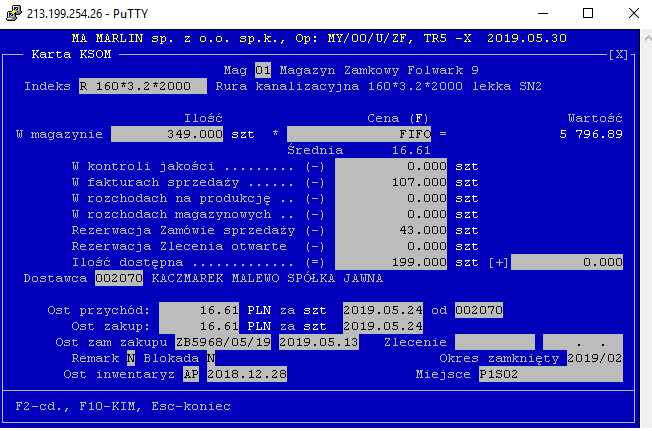 213.199.254.26 - PuTTY
MA MARLIN sp. z o.o. sp.k., Op: MY/00/U/ZF, TR5 -X 2019.05.30
Karta KSOM [X]
Mag 01 Magazyn Zamkowy Folwark 9
Indeks R 160*3.2*2000 Rura kanalizacyjna 160*3.2*2000 lekka SN2
Ilość Cena (F) Wartość
W magazynie 349.000 szt * FIFO = 5 796.89
Średnia 16.61
W kontroli jakości ......... (-) 0.000 szt
W fakturach sprzedaży ...... (-) 107.000 szt
W rozchodach na produkcję .. (-) 0.000 szt
W rozchodach magazynowych .. (-) 0.000 szt
Rezerwacja Zamówie sprzedaży (-) 43.000 szt
Rezerwacja Zlecenia otwarte (-) 0.000 szt
Ilość dostępna ............. (=) 199.000 szt [+] 0.000
Dostawca 002070 KACZMAREK MALEWO SPÓŁKA JAWNA
Ost przychód: 16.61 PLN za szt 2019.05.24 od 002070
Ost zakup: 16.61 PLN za szt 2019.05.24
Ost zam zakupu ZB5968/05/19 2019.05.13 Zlecenie . .
Remark N Blokada N Okres zamknięty 2019/02
Ost inwentaryz AP 2018.12.28 Miejsce P1S02
F2-cd., F10-KIM, Esc-koniec